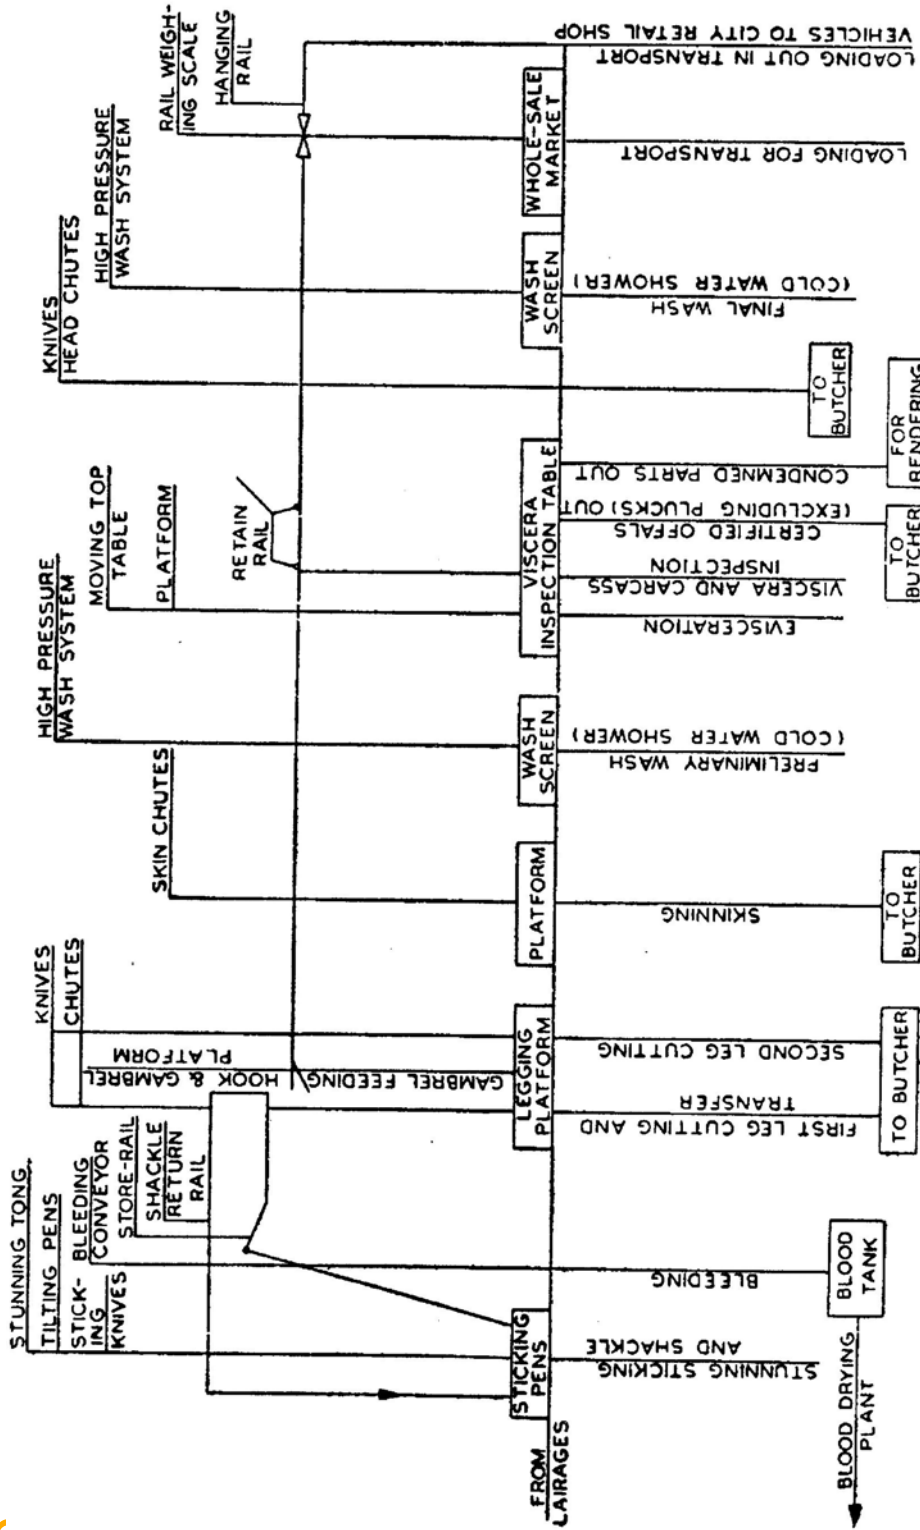 STUNNING TONG
TILTING PENS
STICK-
ING
KNIVES
BLEEDING
CONVEYOR
STORE-RAIL
SHACKLE
RETURN
RAIL
KNIVES
CHUTES
HOOK & GAMBREL
PLATFORM
GAMBREL FEEDING
SKIN CHUTES
HIGH PRESSURE
WASH SYSTEM
MOVING TOP
TABLE
PLATFORM
RETAIN
RAIL
KNIVES
HEAD CHUTES
HIGH PRESSURE
WASH SYSTEM
RAIL WEIGH-
ING SCALE
HANGING
RAIL
FROM
LAIRAGES
STICKING
PENS
LEGGING
PLATFORM
PLATFORM
WASH
SCREEN
VISCERA
INSPECTION TABLE
WASH
SCREEN
WHOLE-SALE
MARKET
STUNNING STICKING
AND SHACKLE
BLEEDING
FIRST LEG CUTTING AND
TRANSFER
SECOND LEG CUTTING
SKINNING
PRELIMINARY WASH
(COLD WATER SHOWER)
EVISCERATION
VISCERA AND CARCASS
INSPECTION
CERTIFIED OFFALS
(EXCLUDING PLUCKS) OUT
CONDEMNED PARTS OUT
FINAL WASH
(COLD WATER SHOWER)
LOADING FOR TRANSPORT
LOADING OUT IN TRANSPORT
VEHICLES TO CITY RETAIL SHOP
BLOOD DRYING
PLANT
BLOOD
TANK
TO BUTCHER
TO
BUTCHER
TO
BUTCHER
FOR
RENDERING
TO
BUTCHER